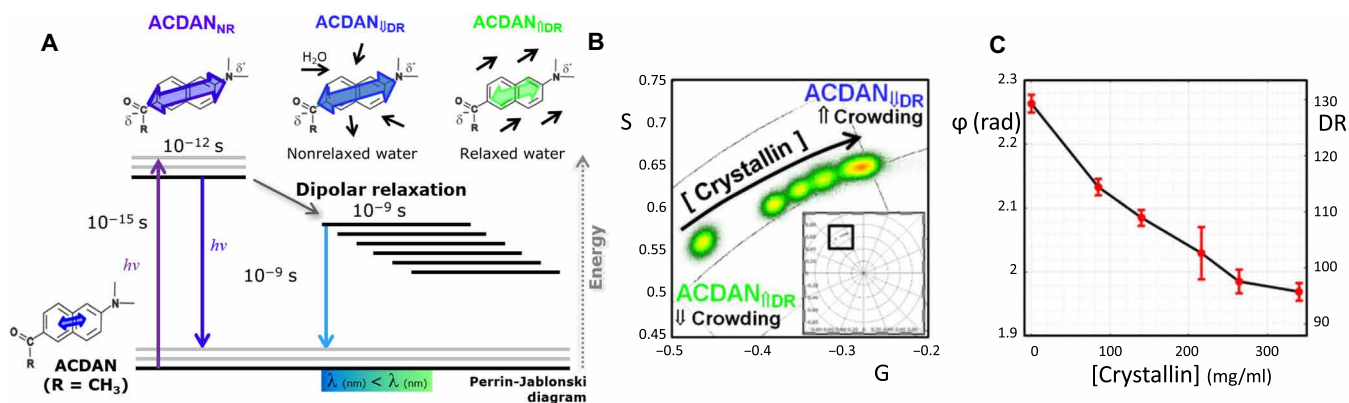 A
ACDAN NR
ACDAN ⇓DR
ACDAN ⇑DR
H₂O
N δ⁺
N δ⁺
N δ⁺
O
C
δ⁻
R
O
C
δ⁻
R
O
C
δ⁻
R
Nonrelaxed water
Relaxed water
10⁻¹² s
Dipolar relaxation
10⁻⁹ s
10⁻¹⁵ s
hν
hν
10⁻⁹ s
Energy
N
O
C
R
ACDAN
(R = CH₃)
λ (nm) < λ (nm)
Perrin-Jablonski
diagram
B
S
0.75
0.7
0.65
0.6
0.55
0.5
0.45
ACDAN ⇓DR
⇑ Crowding
[ Crystallin ]
ACDAN ⇑DR
⇓ Crowding
-0.5
-0.4
-0.3
-0.2
G
C
φ (rad)
2.3
2.2
2.1
2
1.9
130
DR
120
110
100
90
0
100
200
300
[Crystallin] (mg/ml)